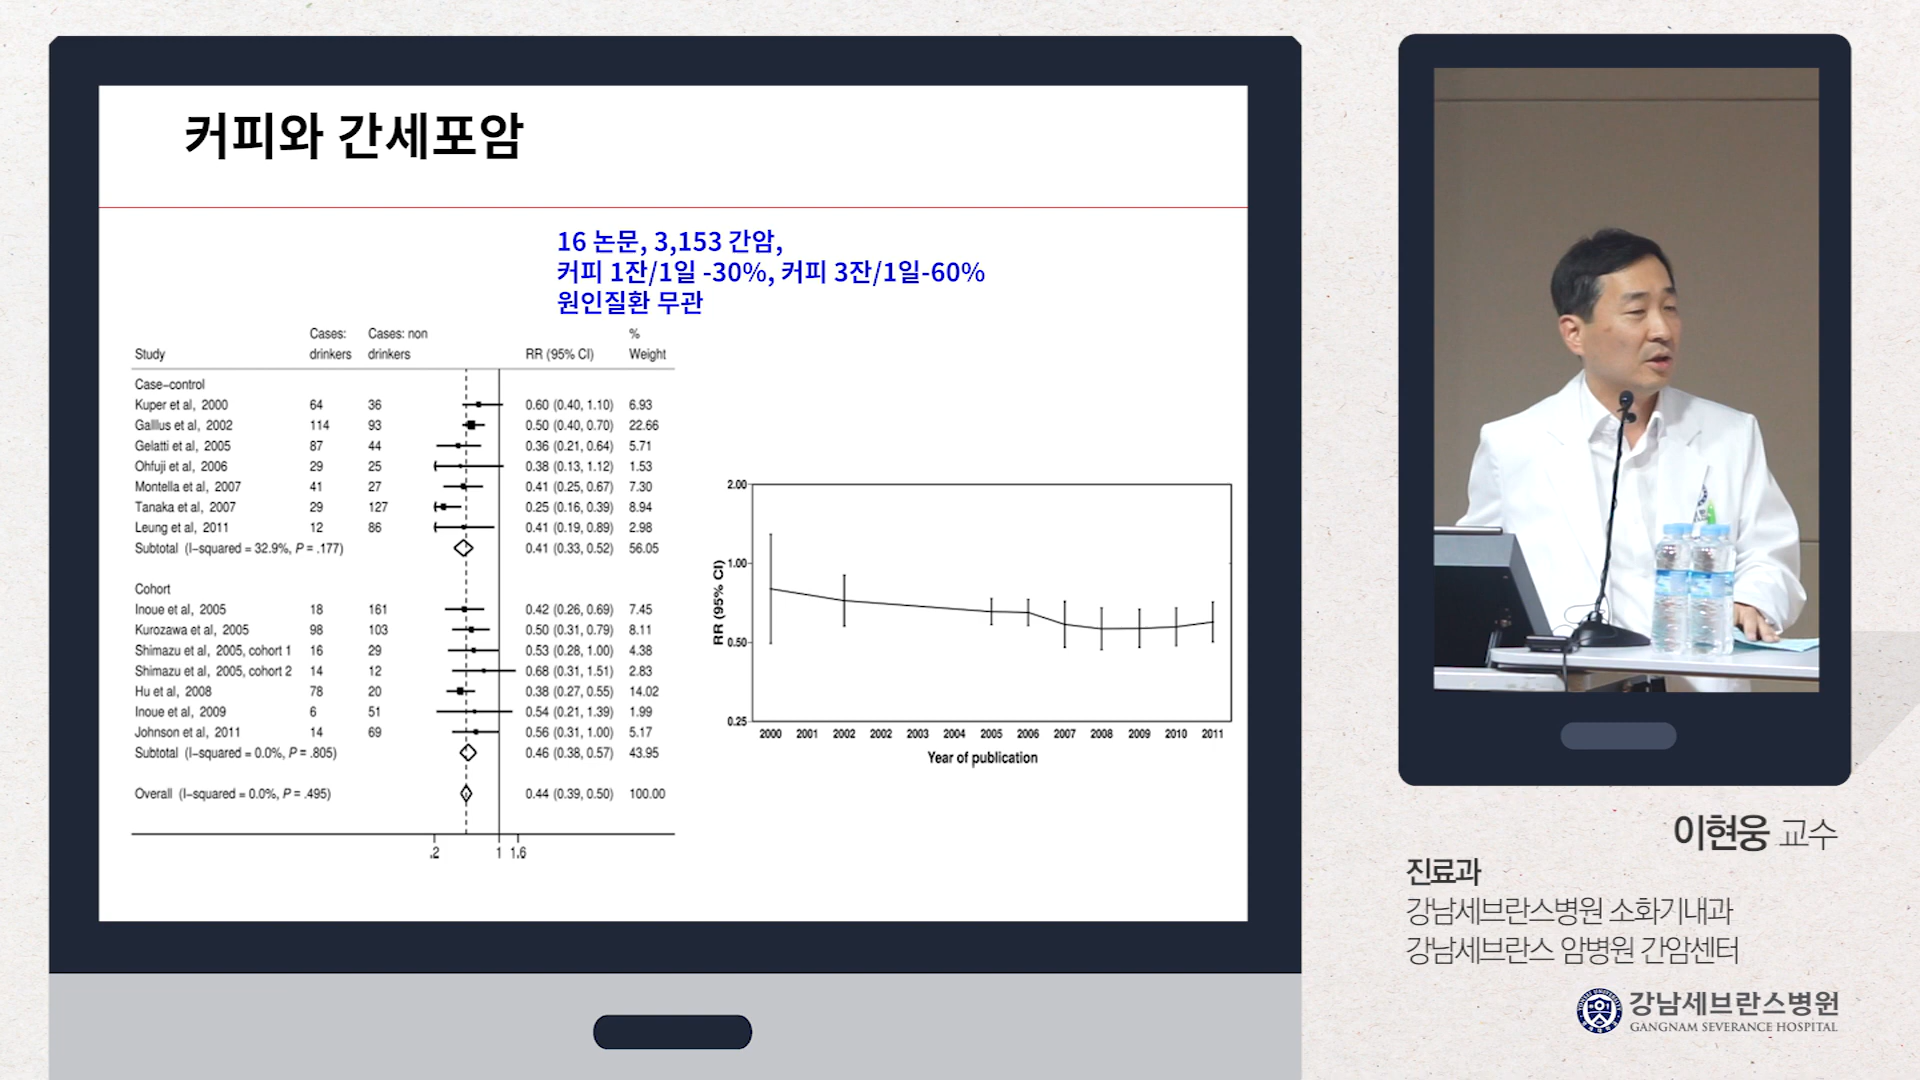 커피와 간세포암
16 논문, 3,153 간암,
커피 1잔/1일 -30%, 커피 3잔/1일-60%
원인질환 무관
Study Cases: drinkers Cases: non drinkers RR (95% CI) % Weight
Case–control
Kuper et al, 2000 64 36 0.60 (0.40, 1.10) 6.93
Galllus et al, 2002 114 93 0.50 (0.40, 0.70) 22.66
Gelatti et al, 2005 87 44 0.36 (0.21, 0.64) 5.71
Ohfuji et al, 2006 29 25 0.38 (0.13, 1.12) 1.53
Montella et al, 2007 41 27 0.41 (0.25, 0.67) 7.30
Tanaka et al, 2007 29 127 0.25 (0.16, 0.39) 8.94
Leung et al, 2011 12 86 0.41 (0.19, 0.89) 2.98
Subtotal (I–squared = 32.9%, P = .177) 0.41 (0.33, 0.52) 56.05
Cohort
Inoue et al, 2005 18 161 0.42 (0.26, 0.69) 7.45
Kurozawa et al, 2005 98 103 0.50 (0.31, 0.79) 8.11
Shimazu et al, 2005, cohort 1 16 29 0.53 (0.28, 1.00) 4.38
Shimazu et al, 2005, cohort 2 14 12 0.68 (0.31, 1.51) 2.83
Hu et al, 2008 78 20 0.38 (0.27, 0.55) 14.02
Inoue et al, 2009 6 51 0.54 (0.21, 1.39) 1.99
Johnson et al, 2011 14 69 0.56 (0.31, 1.00) 5.17
Subtotal (I–squared = 0.0%, P = .805) 0.46 (0.38, 0.57) 43.95
Overall (I–squared = 0.0%, P = .495) 0.44 (0.39, 0.50) 100.00
.2 1 1.6
2.00
1.00
0.50
0.25
RR (95% CI)
2000 2001 2002 2002 2003 2004 2005 2006 2007 2008 2009 2010 2011
Year of publication
이현웅 교수
진료과
강남세브란스병원 소화기내과
강남세브란스 암병원 간암센터
강남세브란스병원
GANGNAM SEVERANCE HOSPITAL